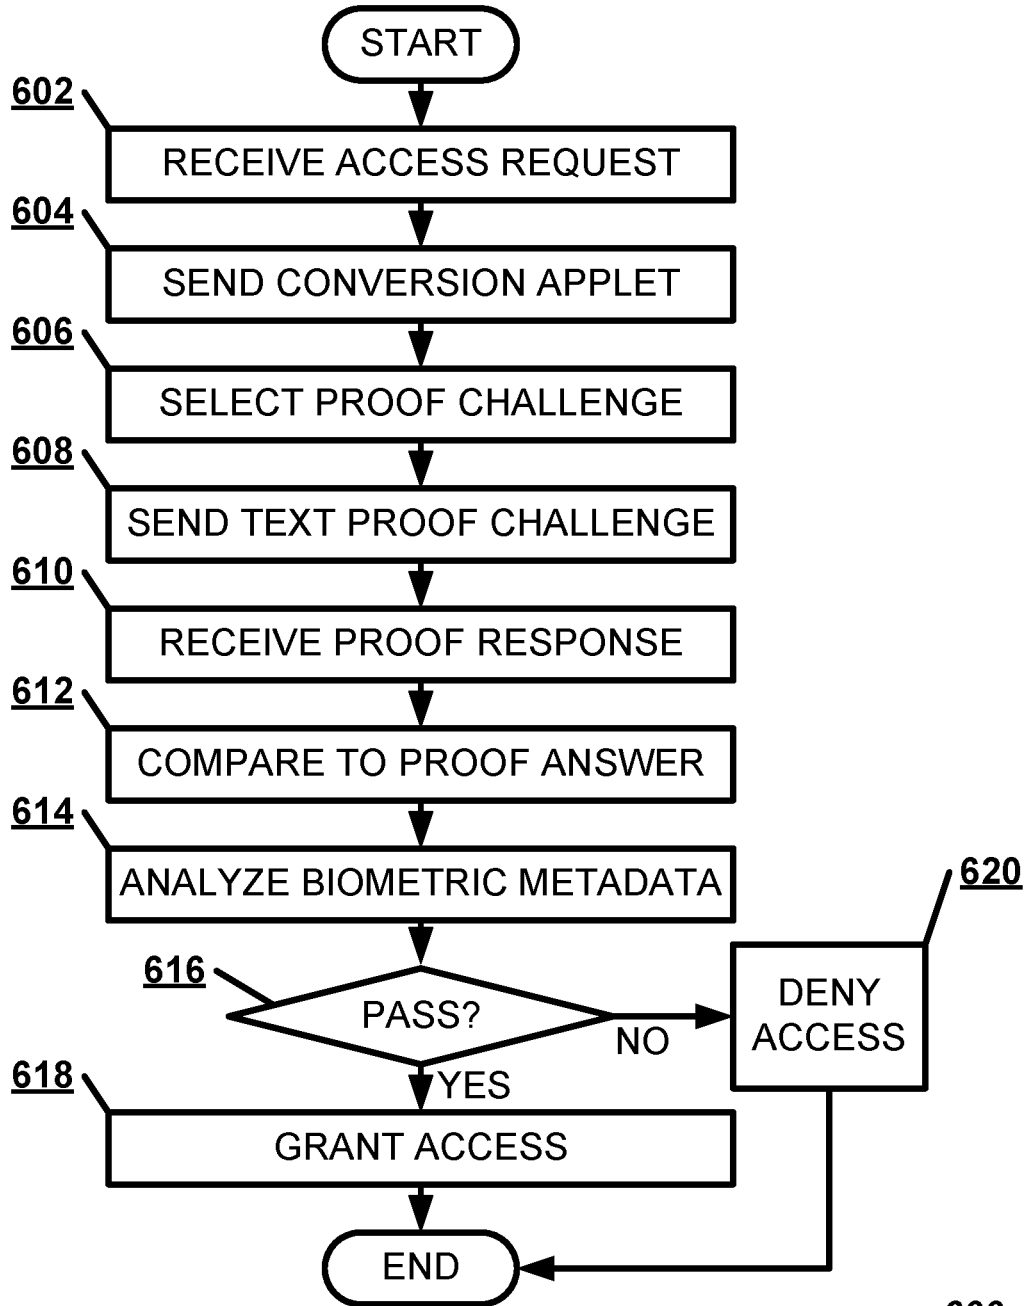 START
602
RECEIVE ACCESS REQUEST
604
SEND CONVERSION APPLET
606
SELECT PROOF CHALLENGE
608
SEND TEXT PROOF CHALLENGE
610
RECEIVE PROOF RESPONSE
612
COMPARE TO PROOF ANSWER
614
ANALYZE BIOMETRIC METADATA
616
PASS?
NO
620
DENY
ACCESS
YES
618
GRANT ACCESS
END